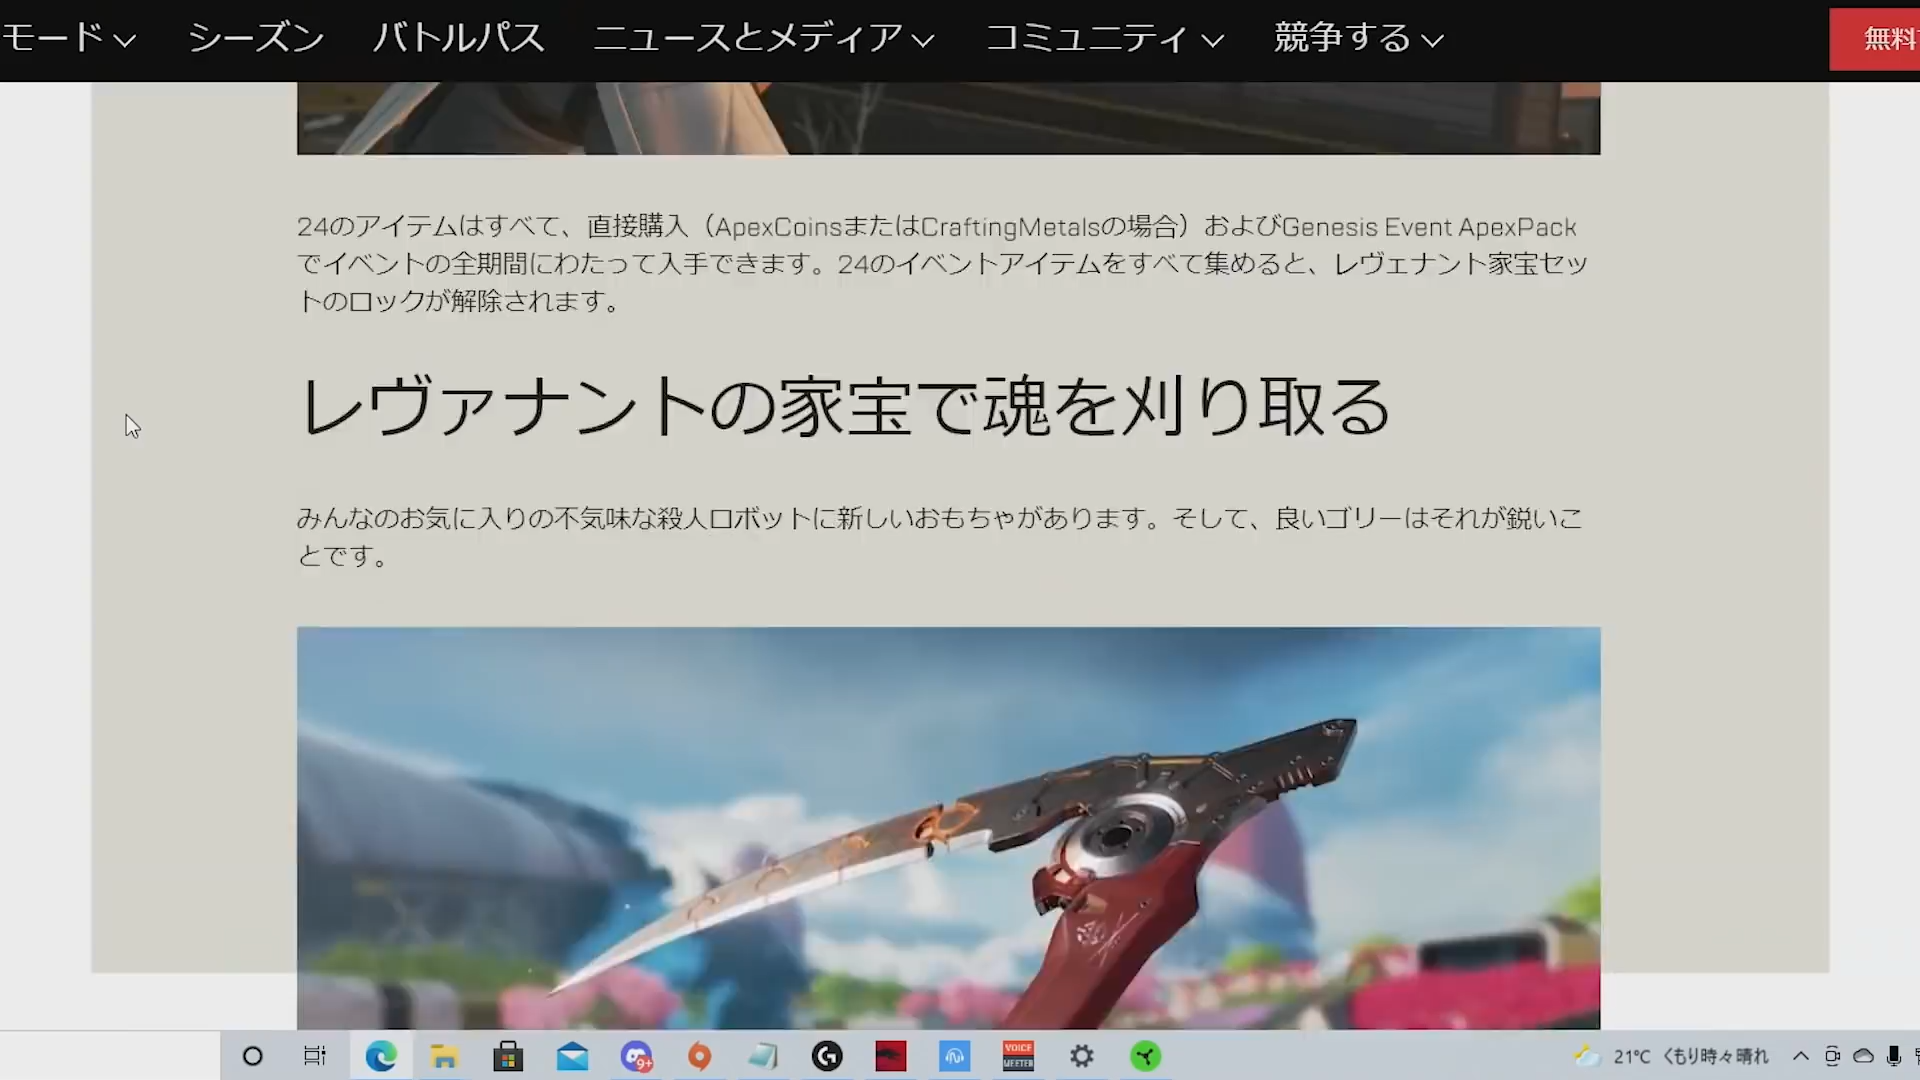 モード シーズン バトルパス ニュースとメディア コミュニティ 競争する 無料
24のアイテムはすべて、直接購入（ApexCoinsまたはCraftingMetalsの場合）およびGenesis Event ApexPack
でイベントの全期間にわたって入手できます。24のイベントアイテムをすべて集めると、レヴェナント家宝セッ
トのロックが解除されます。
レヴァナントの家宝で魂を刈り取る
みんなのお気に入りの不気味な殺人ロボットに新しいおもちゃがあります。そして、良いゴリーはそれが鋭いこ
とです。
9+
VOICE
MEETER
21°C くもり時々晴れ